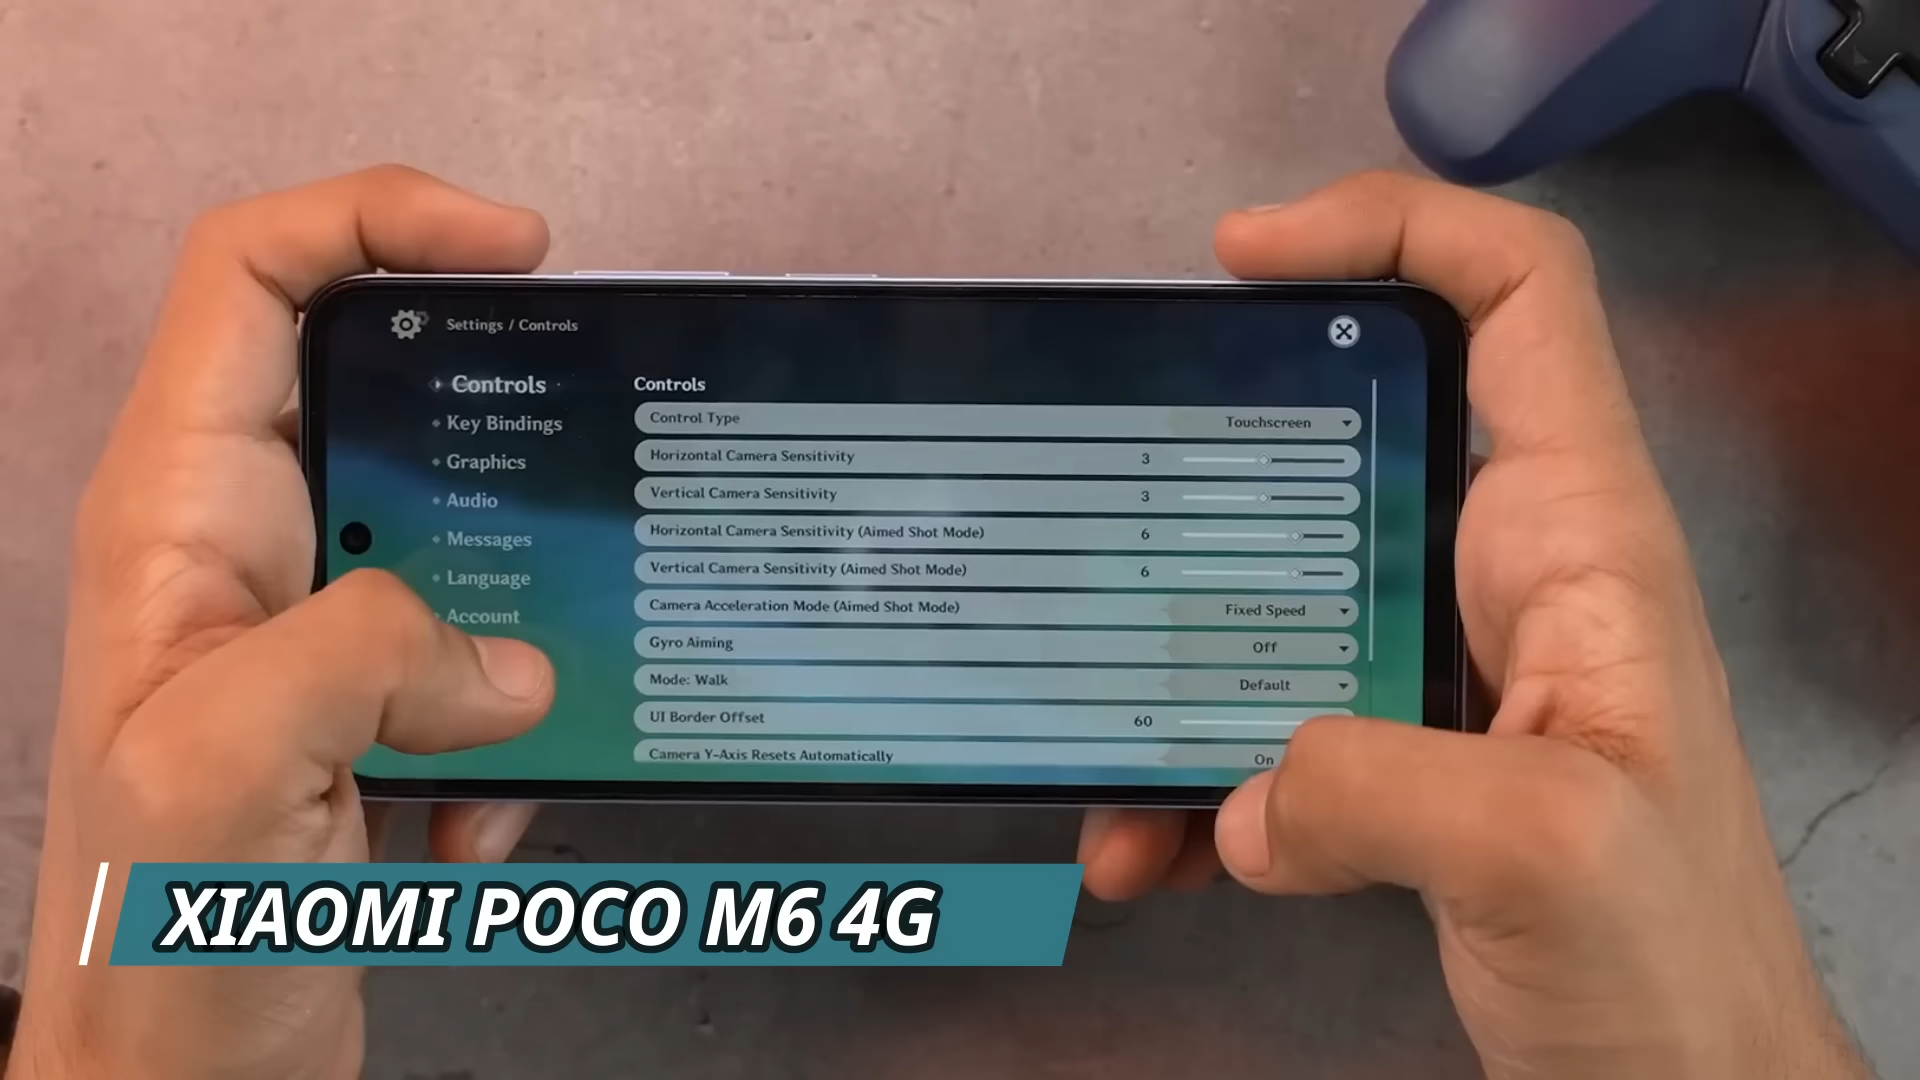 Settings / Controls
Controls
Key Bindings
Graphics
Audio
Messages
Language
Account
Controls
Control Type Touchscreen
Horizontal Camera Sensitivity 3
Vertical Camera Sensitivity 3
Horizontal Camera Sensitivity (Aimed Shot Mode) 6
Vertical Camera Sensitivity (Aimed Shot Mode) 6
Camera Acceleration Mode (Aimed Shot Mode) Fixed Speed
Gyro Aiming Off
Mode: Walk Default
UI Border Offset 60
Camera Y-Axis Resets Automatically On
XIAOMI POCO M6 4G